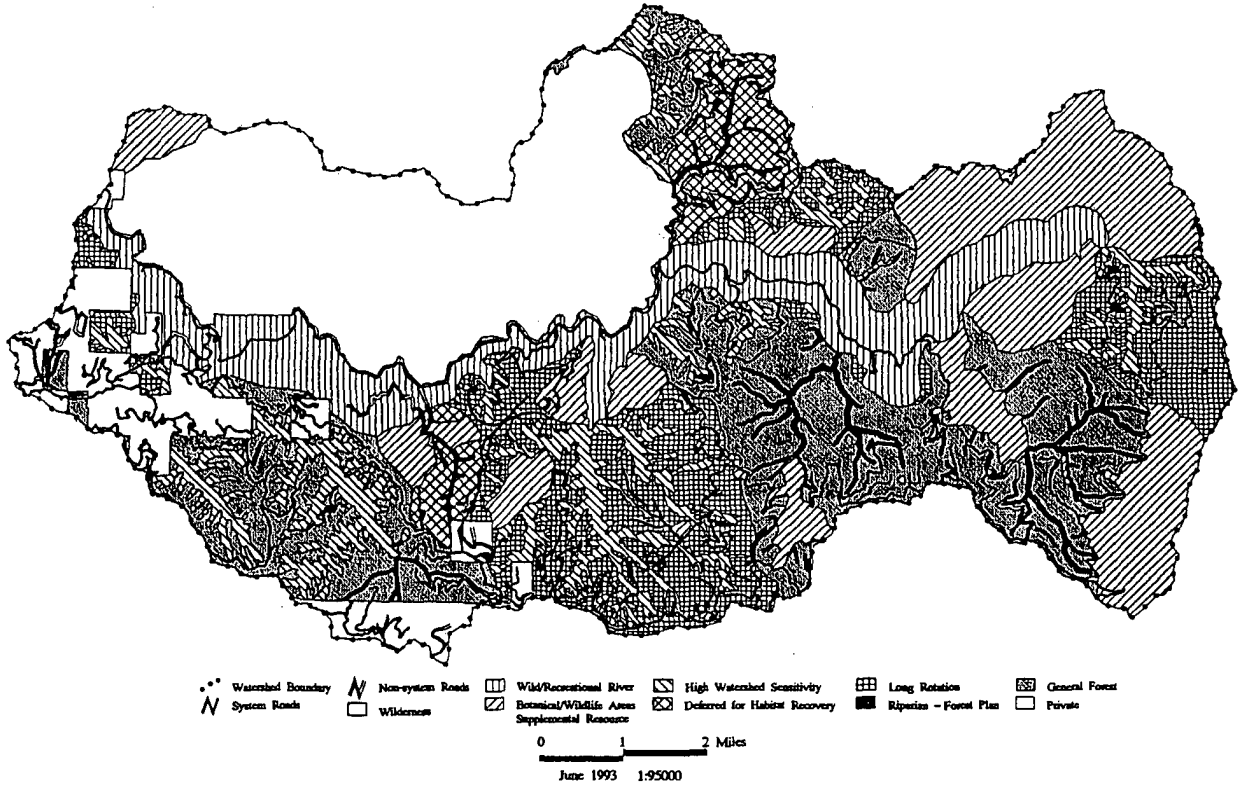 Watershed Boundary
System Roads
Non-system Roads
Wilderness
Wild/Recreational River
Botanical/Wildlife Areas
Supplemental Resource
High Watershed Sensitivity
Deferred for Habitat Recovery
Long Rotation
Riparian - Forest Plan
General Forest
Private
0 1 2 Miles
June 1993 1:95000